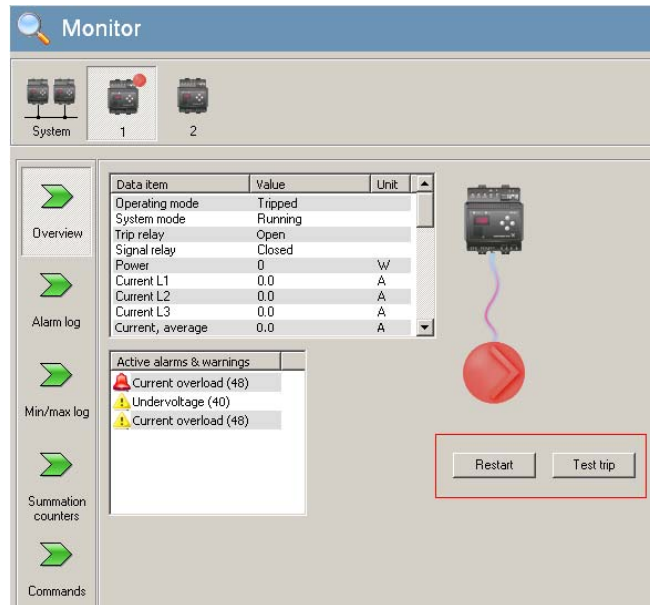 Monitor
System
1
2
Overview
Alarm log
Min/max log
Summation
counters
Commands
Data item Value Unit
Operating mode Tripped
System mode Running
Trip relay Open
Signal relay Closed
Power 0 W
Current L1 0.0 A
Current L2 0.0 A
Current L3 0.0 A
Current, average 0.0 A
Active alarms & warnings
Current overload (48)
Undervoltage (40)
Current overload (48)
Restart
Test trip